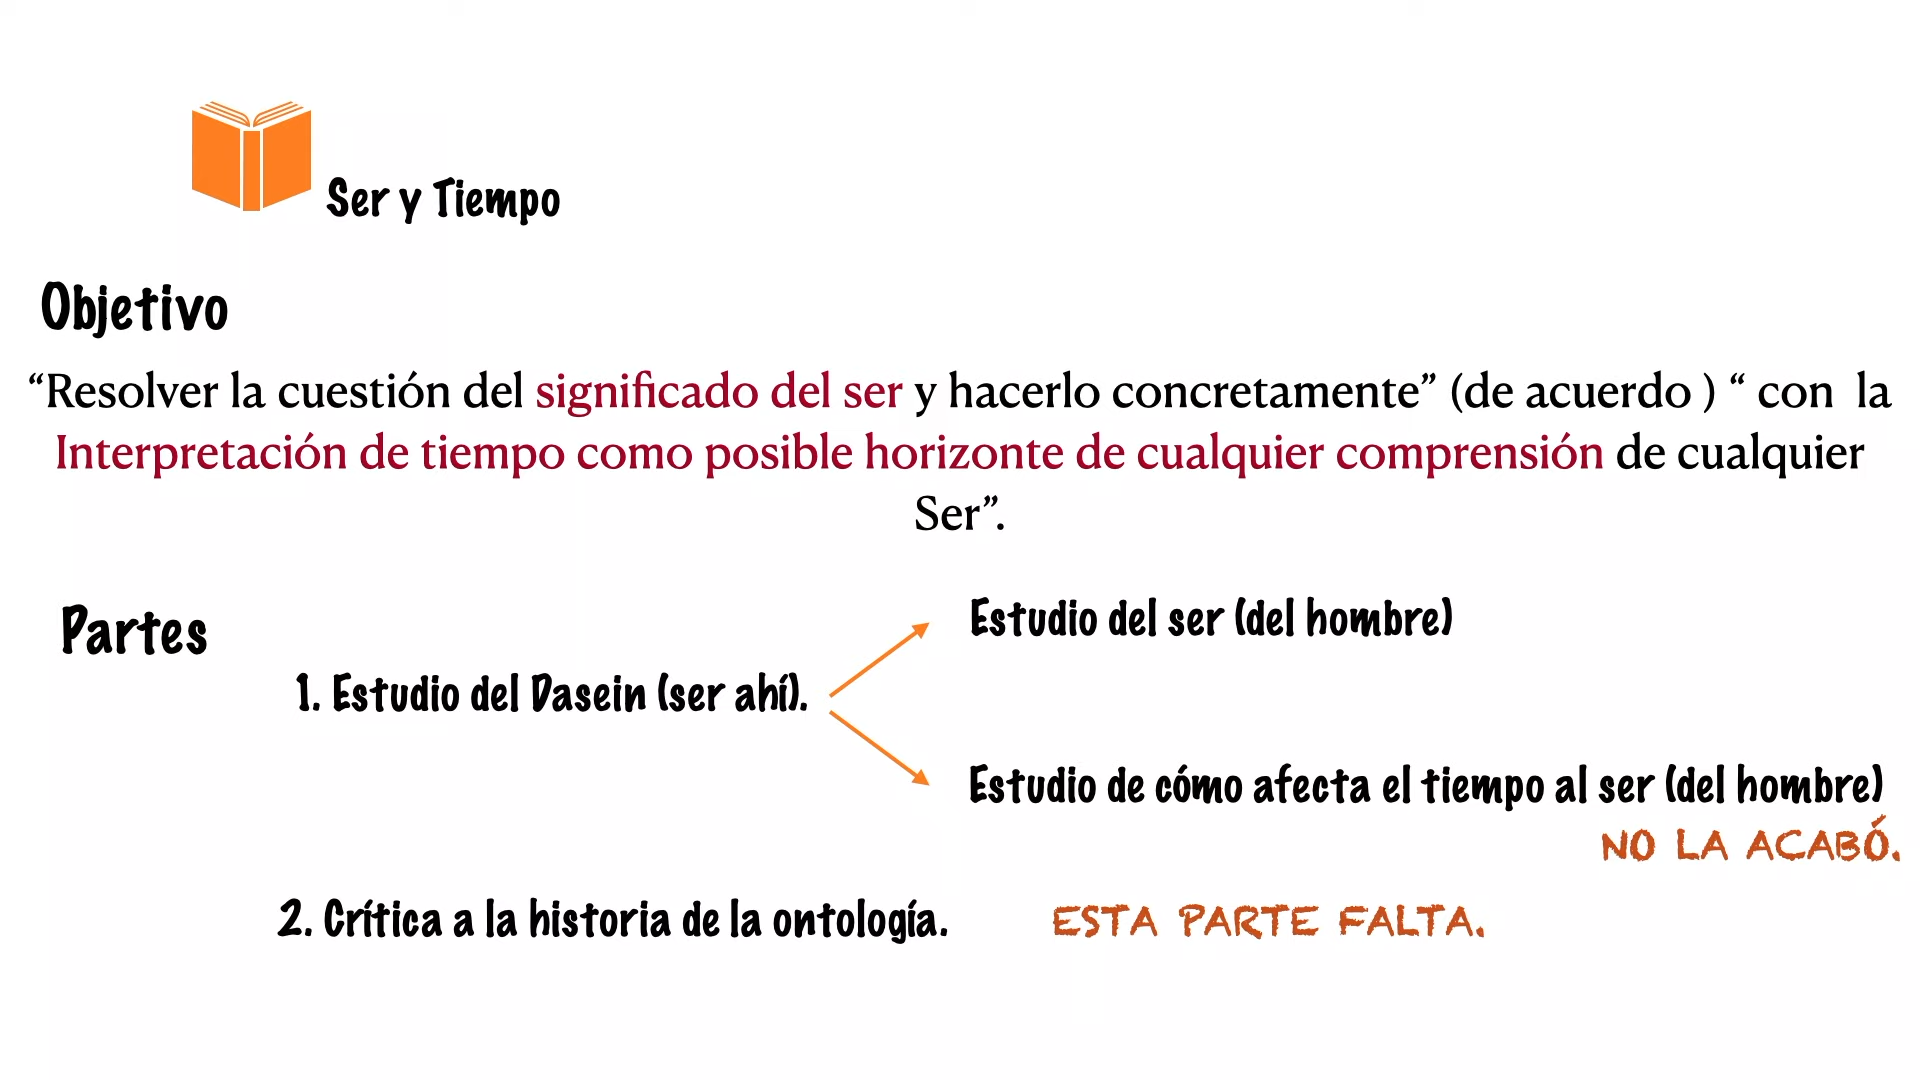 Ser y Tiempo
Objetivo
“Resolver la cuestión del significado del ser y hacerlo concretamente” (de acuerdo ) “ con la
Interpretación de tiempo como posible horizonte de cualquier comprensión de cualquier
Ser”.
Partes
Estudio del ser (del hombre)
1. Estudio del Dasein (ser ahí).
Estudio de cómo afecta el tiempo al ser (del hombre)
NO LA ACABÓ.
2. Crítica a la historia de la ontología.
ESTA PARTE FALTA.